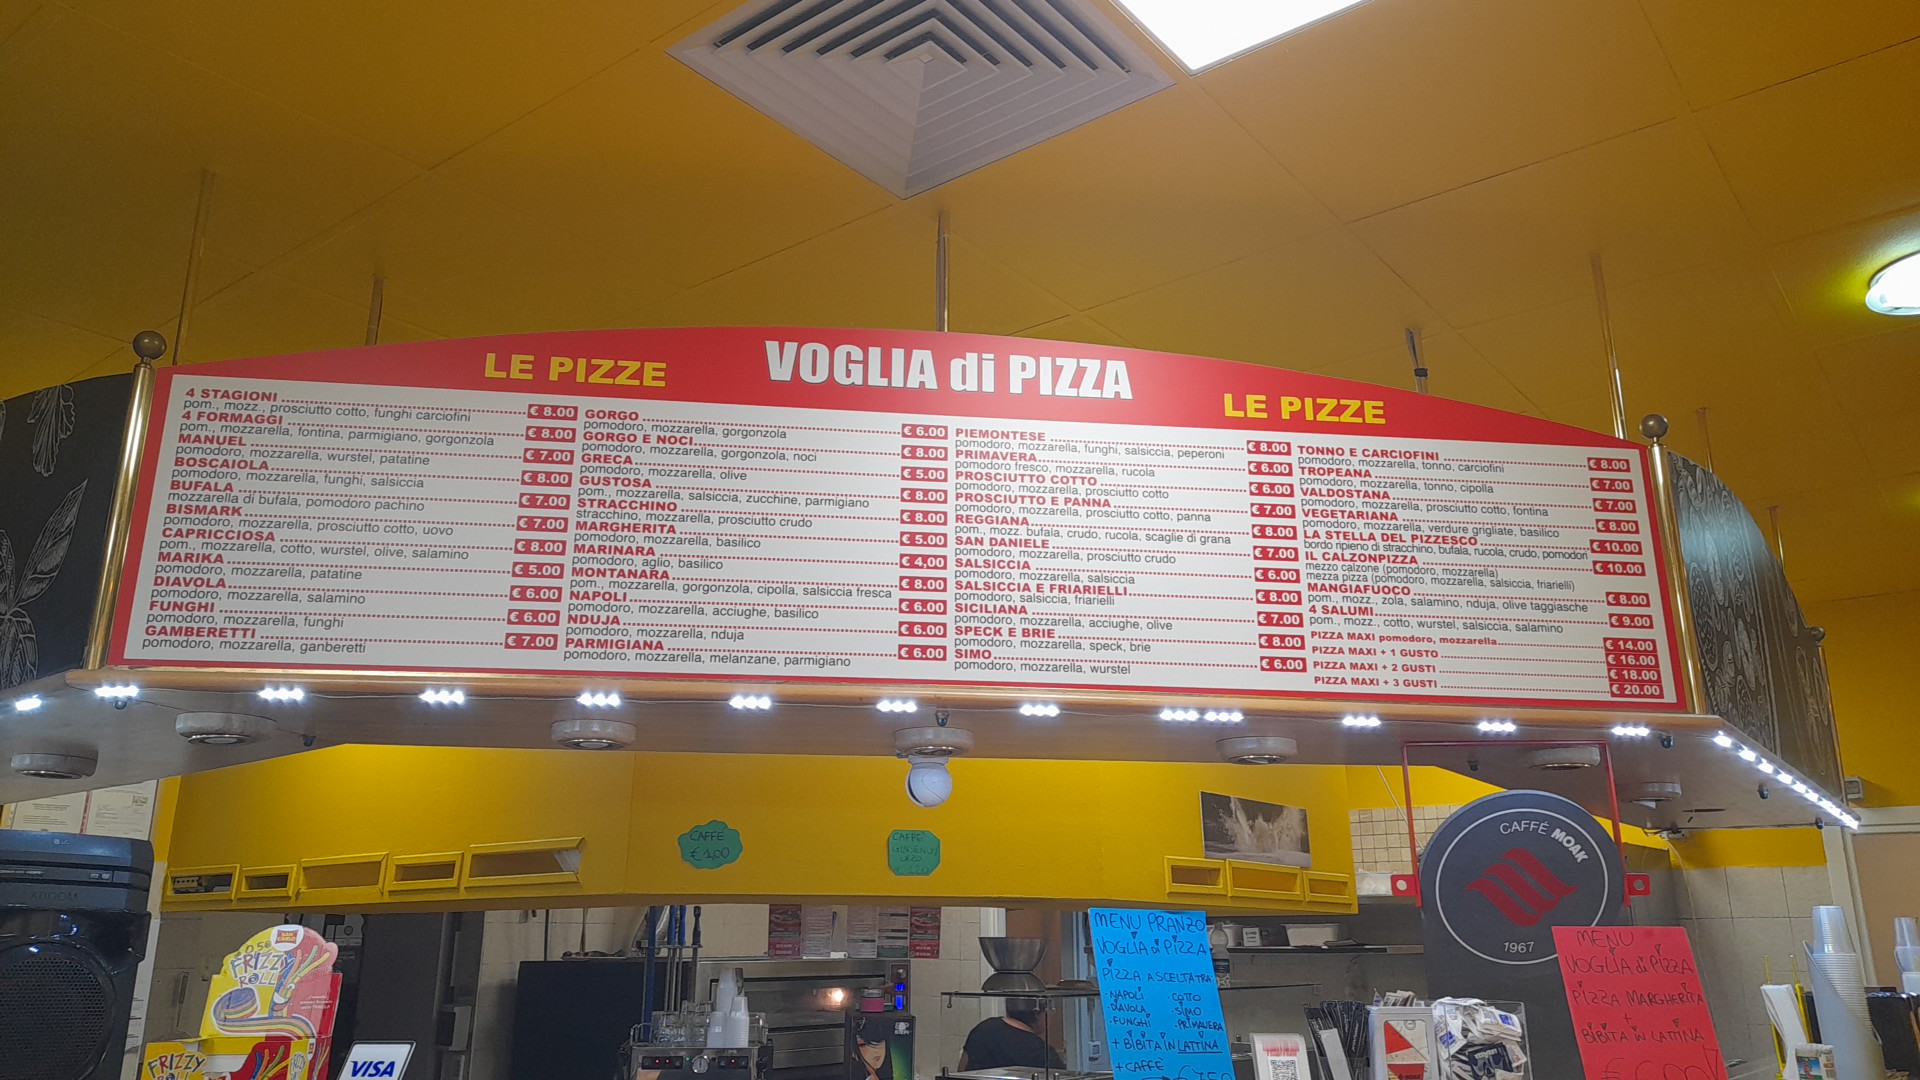 VOGLIA di PIZZA
LE PIZZE
LE PIZZE
4 STAGIONI € 8.00
pom., mozz., prosciutto cotto, funghi carciofini
4 FORMAGGI € 8.00
pom., mozzarella, fontina, parmigiano, gorgonzola
MANUEL € 7.00
pomodoro, mozzarella, wurstel, patatine
BOSCAIOLA € 8.00
pomodoro, mozzarella, funghi, salsiccia
BUFALA € 7.00
mozzarella di bufala, pomodoro pachino
BISMARK € 7.00
pomodoro, mozzarella, prosciutto cotto, uovo
CAPRICCIOSA € 8.00
pom., mozzarella, cotto, wurstel, olive, salamino
MARIKA € 5.00
pomodoro, mozzarella, patatine
DIAVOLA € 6.00
pomodoro, mozzarella, salamino
FUNGHI € 6.00
pomodoro, mozzarella, funghi
GAMBERETTI € 7.00
pomodoro, mozzarella, ganberetti
GORGO € 6.00
pomodoro, mozzarella, gorgonzola
GORGO E NOCI € 8.00
pomodoro, mozzarella, gorgonzola, noci
GRECA € 5.00
pomodoro, mozzarella, olive
GUSTOSA € 8.00
pom., mozzarella, salsiccia, zucchine, parmigiano
STRACCHINO € 8.00
stracchino, mozzarella, prosciutto crudo
MARGHERITA € 5.00
pomodoro, mozzarella, basilico
MARINARA € 4,00
pomodoro, aglio, basilico
MONTANARA € 8.00
pom., mozzarella, gorgonzola, cipolla, salsiccia fresca
NAPOLI € 6.00
pomodoro, mozzarella, acciughe, basilico
NDUJA € 6.00
pomodoro, mozzarella, nduja
PARMIGIANA € 6.00
pomodoro, mozzarella, melanzane, parmigiano
PIEMONTESE € 8.00
pomodoro, mozzarella, funghi, salsiccia, peperoni
PRIMAVERA € 6.00
pomodoro fresco, mozzarella, rucola
PROSCIUTTO COTTO € 6.00
pomodoro, mozzarella, prosciutto cotto
PROSCIUTTO E PANNA € 7.00
pomodoro, mozzarella, prosciutto cotto, panna
REGGIANA € 8.00
pom., mozz. bufala, crudo, rucola, scaglie di grana
SAN DANIELE € 7.00
pomodoro, mozzarella, prosciutto crudo
SALSICCIA € 6.00
pomodoro, mozzarella, salsiccia
SALSICCIA E FRIARIELLI € 8.00
pomodoro, salsiccia, friarielli
SICILIANA € 7.00
pomodoro, mozzarella, acciughe, olive
SPECK E BRIE € 8.00
pomodoro, mozzarella, speck, brie
SIMO € 6.00
pomodoro, mozzarella, wurstel
TONNO E CARCIOFINI € 8.00
pomodoro, mozzarella, tonno, carciofini
TROPEANA € 7.00
pomodoro, mozzarella, tonno, cipolla
VALDOSTANA € 7.00
pomodoro, mozzarella, prosciutto cotto, fontina
VEGETARIANA € 8.00
pomodoro, mozzarella, verdure grigliate, basilico
LA STELLA DEL PIZZESCO € 10.00
bordo ripieno di stracchino, bufala, rucola, crudo, pomodori
IL CALZONPIZZA € 10.00
mezzo calzone (pomodoro, mozzarella)
mezza pizza (pomodoro, mozzarella, salsiccia, friarielli)
MANGIAFUOCO € 8.00
pom., mozz., zola, salamino, nduja, olive taggiasche
4 SALUMI € 9.00
pom., mozz., cotto, wurstel, salsiccia, salamino
PIZZA MAXI pomodoro, mozzarella € 14.00
PIZZA MAXI + 1 GUSTO € 16.00
PIZZA MAXI + 2 GUSTI € 18.00
PIZZA MAXI + 3 GUSTI € 20.00
CAFFE
€ 1,00
CAFFE'
CAFFÉ MOAK
1967
LG
XBOOM
SAN CARLO
FRIZZY
ROLL
FRIZZY
VISA
MENU PRANZO
VOGLIA di PIZZA
PIZZA A SCELTA TRA:
·NAPOLI ·COTTO
·DIAVOLA ·SIMO
·FUNGHI ·PRIMAVERA
+ BIBITA IN LATTINA
+ CAFFÈ
MENU
VOGLIA di PIZZA
PIZZA MARGHERITA
+
BIBITA IN LATTINA